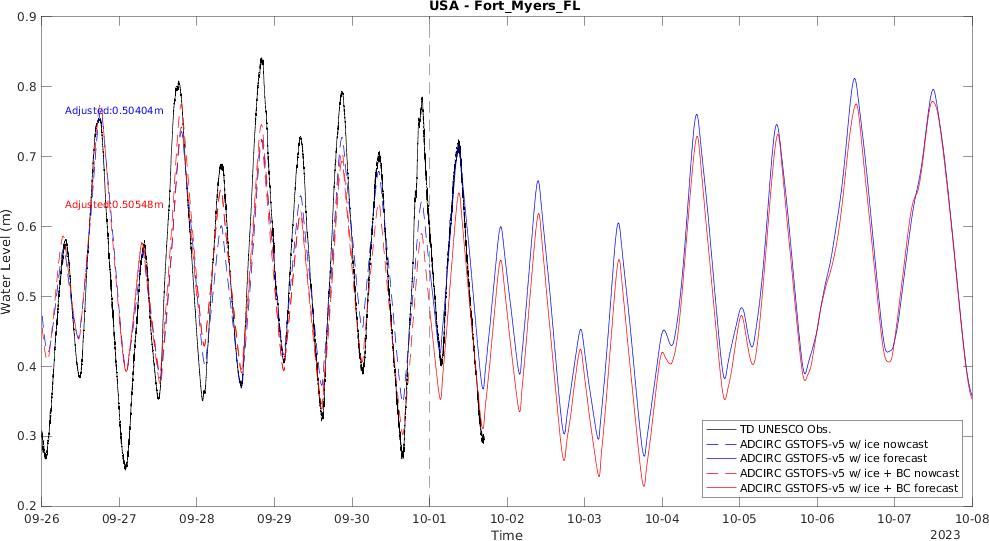 USA - Fort_Myers_FL
0.9
0.8
0.7
0.6
0.5
0.4
0.3
0.2
Water Level (m)
Adjusted:0.50404m
Adjusted:0.50548m
TD UNESCO Obs.
ADCIRC GSTOFS-v5 w/ ice nowcast
ADCIRC GSTOFS-v5 w/ ice forecast
ADCIRC GSTOFS-v5 w/ ice + BC nowcast
ADCIRC GSTOFS-v5 w/ ice + BC forecast
09-26 09-27 09-28 09-29 09-30 10-01 10-02 10-03 10-04 10-05 10-06 10-07 10-08
Time
2023